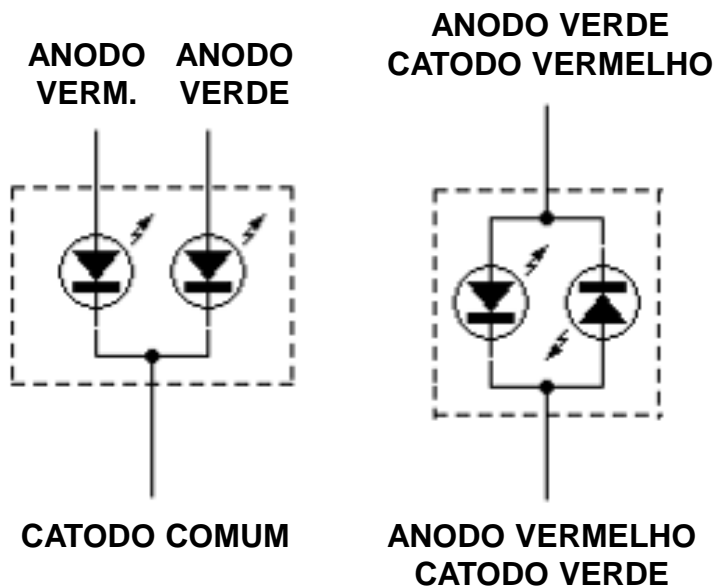 ANODO VERM.
ANODO VERDE
CATODO COMUM
ANODO VERDE
CATODO VERMELHO
ANODO VERMELHO
CATODO VERDE